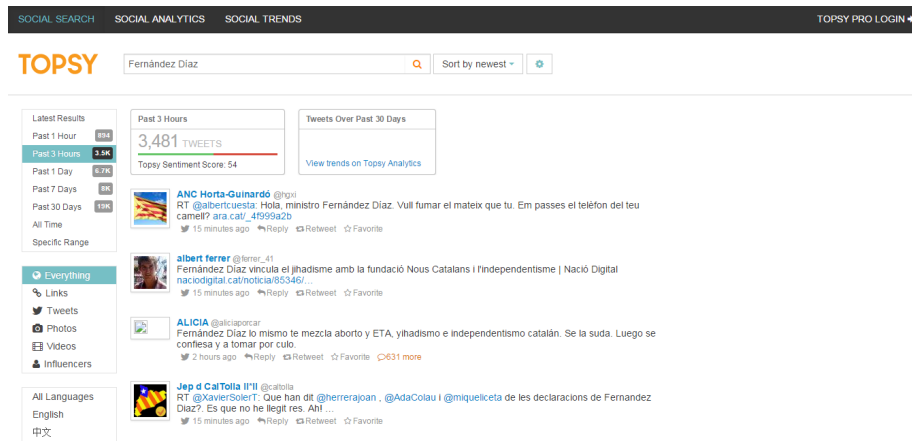 SOCIAL SEARCH SOCIAL ANALYTICS SOCIAL TRENDS TOPSY PRO LOGIN
TOPSY
Fernández Díaz
Sort by newest
Latest Results
Past 1 Hour 894
Past 3 Hours 3.5K
Past 1 Day 6.7K
Past 7 Days 8K
Past 30 Days 19K
All Time
Specific Range
Everything
Links
Tweets
Photos
Videos
Influencers
All Languages
English
中文
Past 3 Hours
3,481 TWEETS
Topsy Sentiment Score: 54
Tweets Over Past 30 Days
View trends on Topsy Analytics
ANC Horta-Guinardó @hgxi
RT @albertcuesta: Hola, ministro Fernández Díaz. Vull fumar el mateix que tu. Em passes el telèfon del teu
camell? ara.cat/_4f999a2b
15 minutes ago Reply Retweet Favorite
albert ferrer @ferrer_41
Fernández Díaz vincula el jihadisme amb la fundació Nous Catalans i l'independentisme | Nació Digital
naciodigital.cat/noticia/85346/...
15 minutes ago Reply Retweet Favorite
ALICIA @aliciaporcar
Fernández Díaz lo mismo te mezcla aborto y ETA, yihadismo e independentismo catalán. Se la suda. Luego se
confiesa y a tomar por culo.
2 hours ago Reply Retweet Favorite 631 more
Jep d CalTolla II*II @caltolla
RT @XavierSolerT: Que han dit @herrerajoan , @AdaColau i @miqueliceta de les declaracions de Fernandez
Diaz?. Es que no he llegit res. Ah! ...
15 minutes ago Reply Retweet Favorite